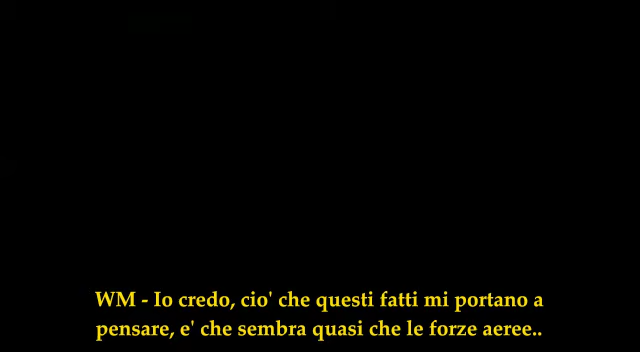 WM - Io credo, cio' che questi fatti mi portano a
pensare, e' che sembra quasi che le forze aeree..